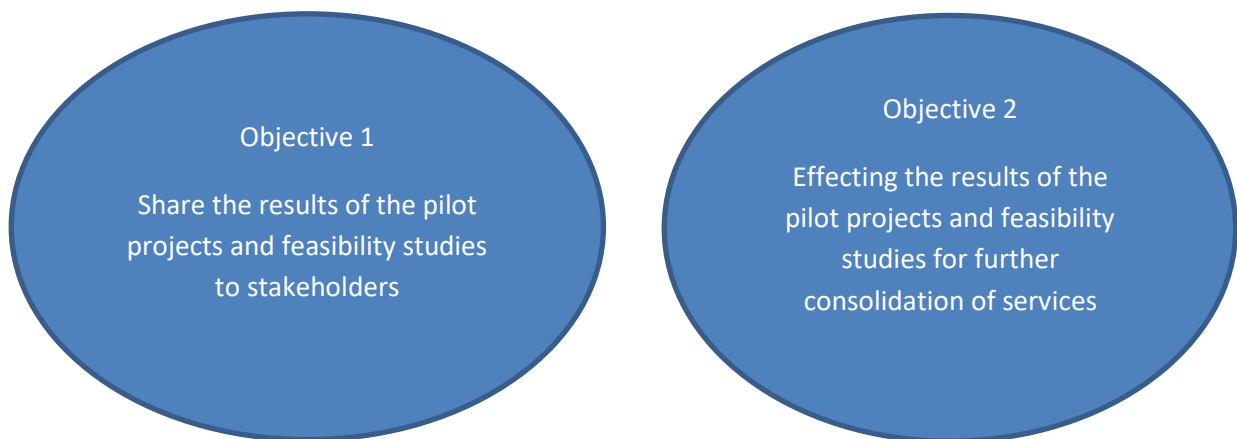 Objective 1
Share the results of the pilot
projects and feasibility studies
to stakeholders
Objective 2
Effecting the results of the
pilot projects and feasibility
studies for further
consolidation of services